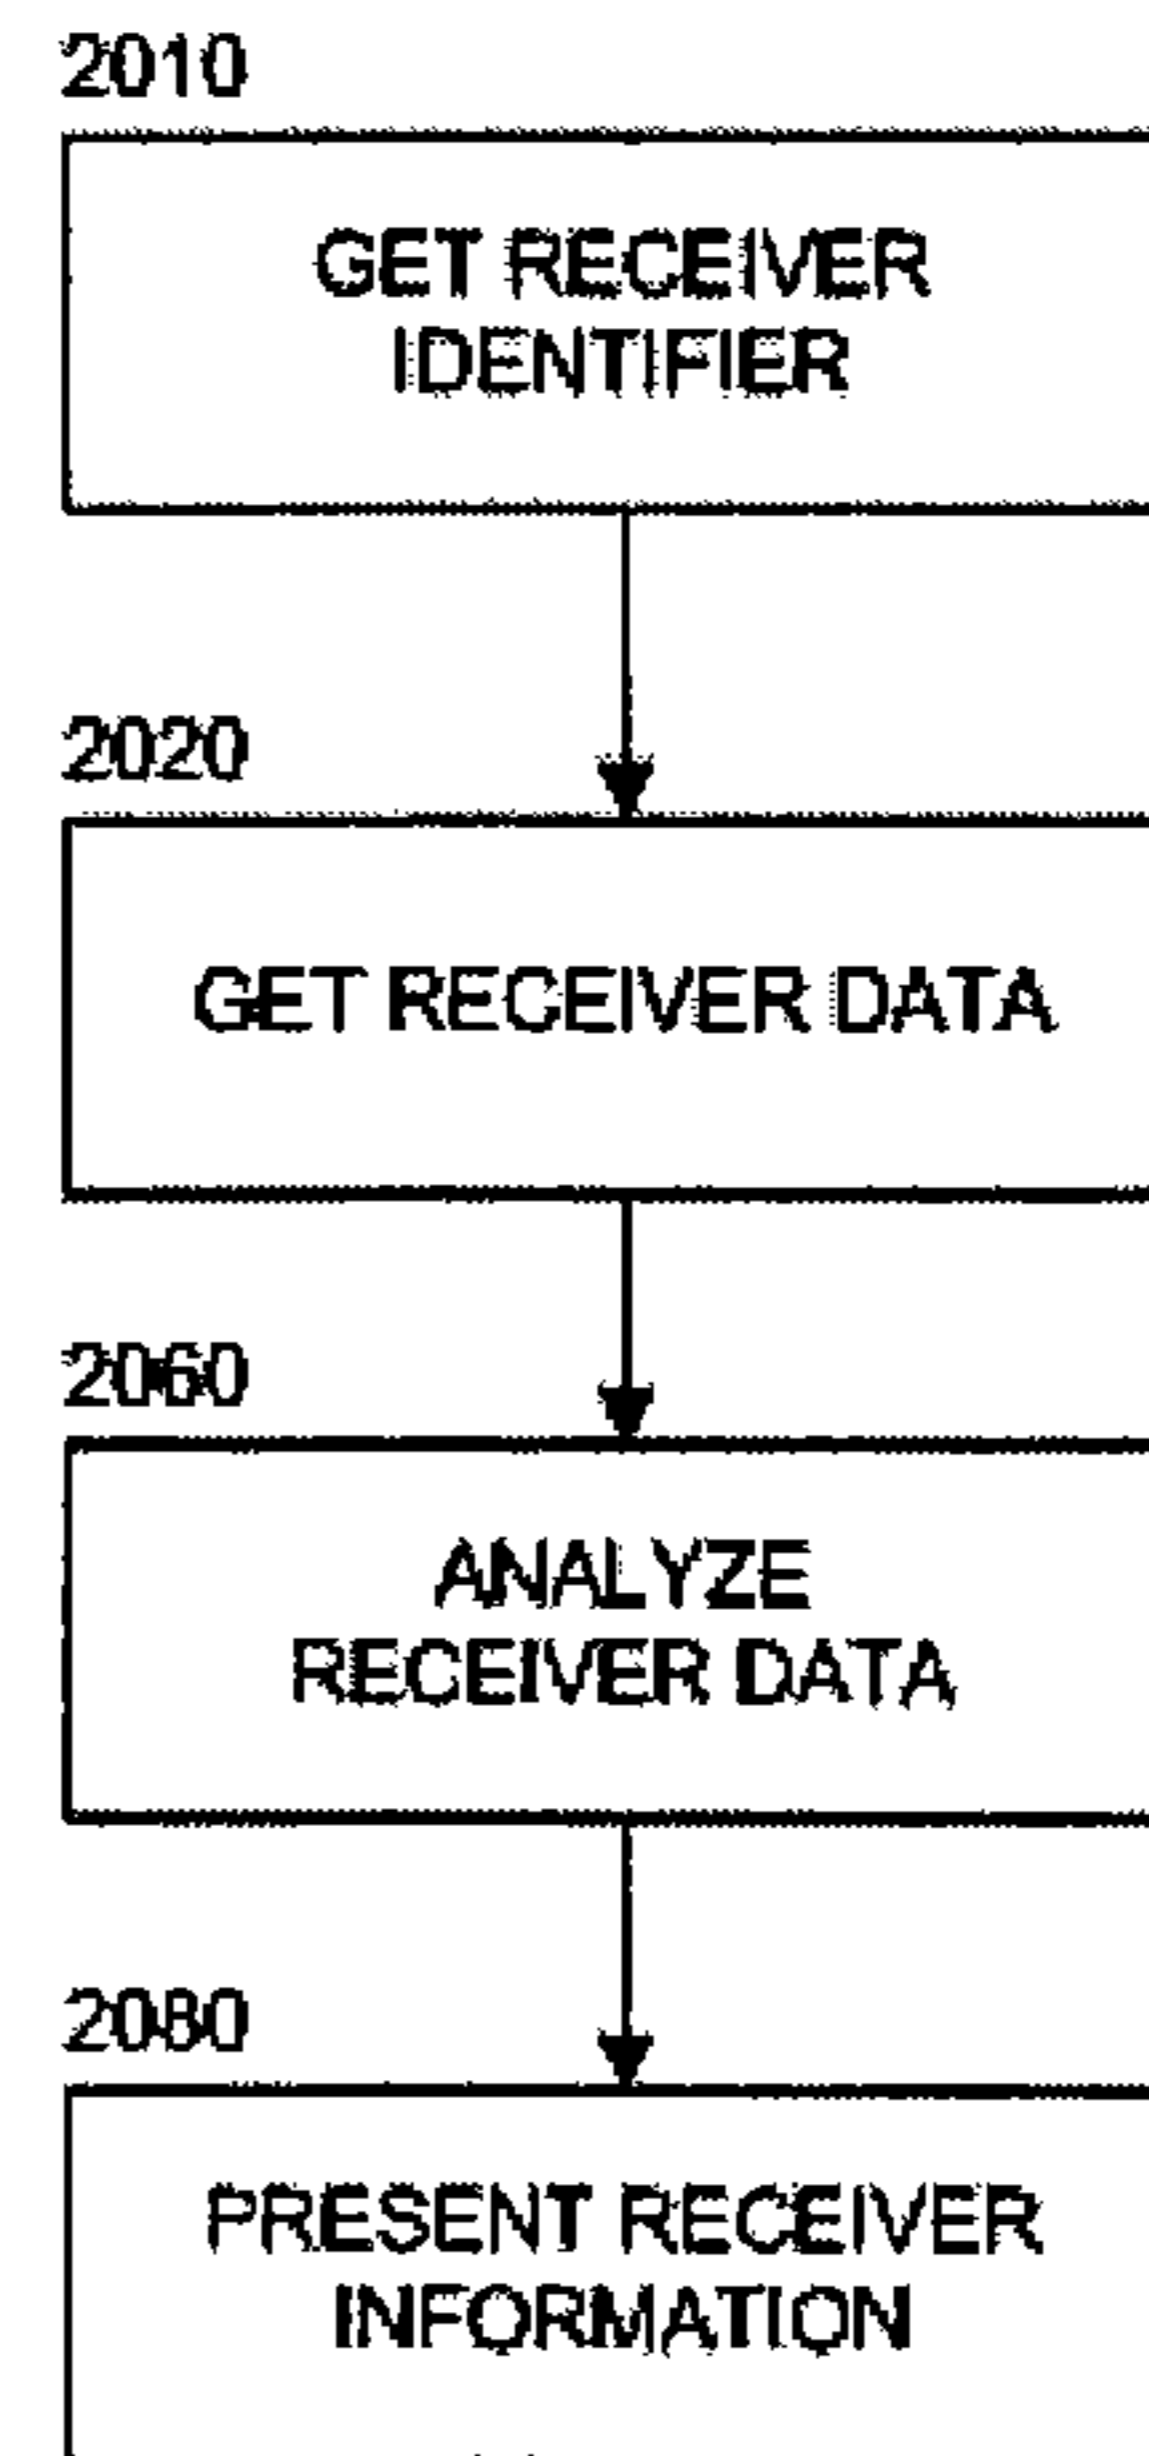 2010
GET RECEIVER
IDENTIFIER
2020
GET RECEIVER DATA
2060
ANALYZE
RECEIVER DATA
2080
PRESENT RECEIVER
INFORMATION